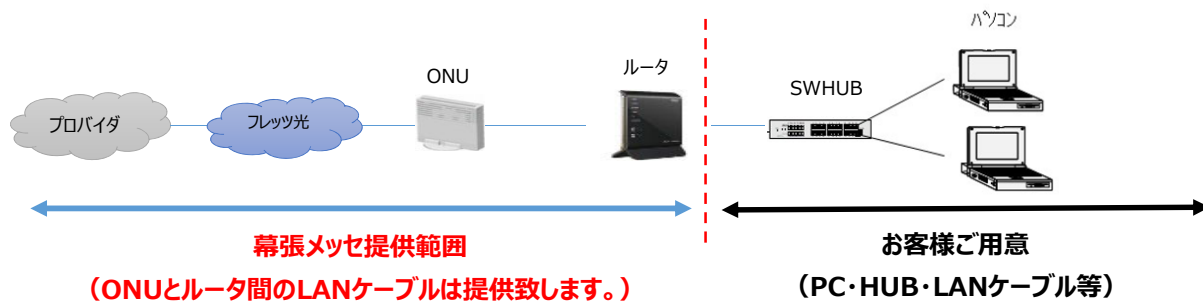 パソコン
ルータ
ONU
SWHUB
プロバイダ
フレッツ光
幕張メッセ提供範囲
（ONUとルータ間のLANケーブルは提供致します。）
お客様ご用意
（PC・HUB・LANケーブル等）